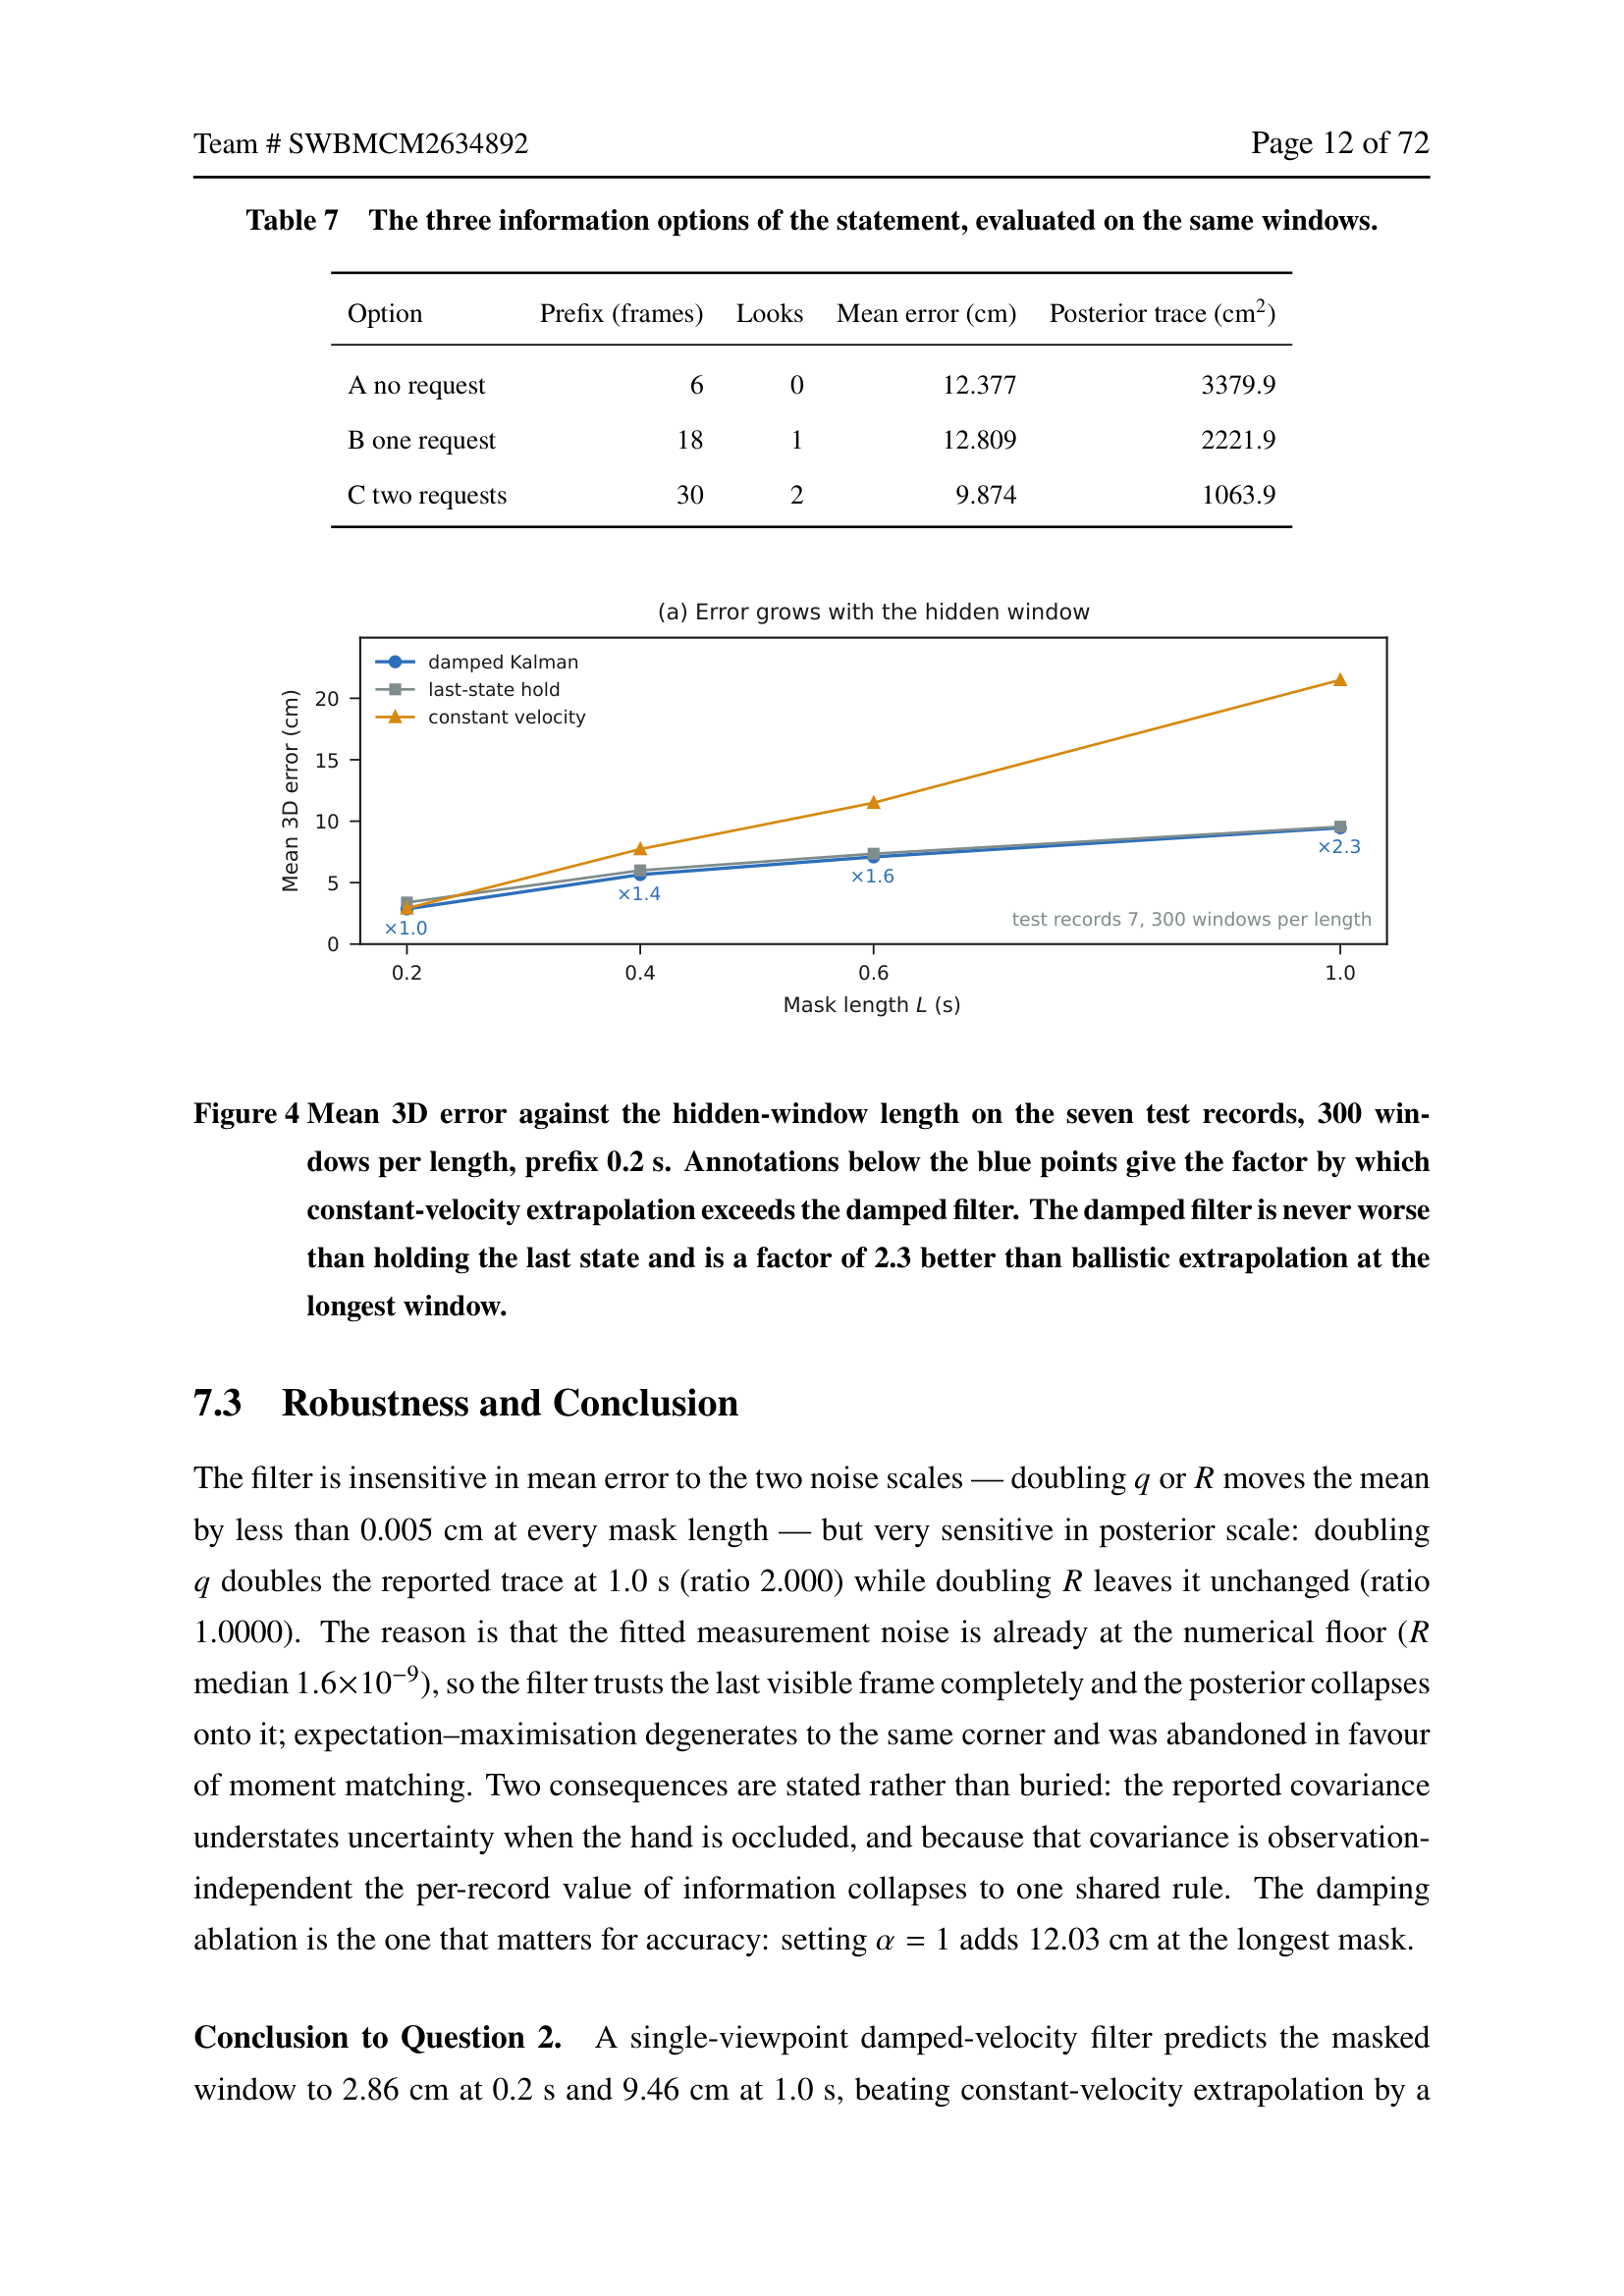 Team # SWBMCM2634892 Page 12 of 72
Table 7 The three information options of the statement, evaluated on the same windows.
Option Prefix (frames) Looks Mean error (cm) Posterior trace (cm²)
A no request 6 0 12.377 3379.9
B one request 18 1 12.809 2221.9
C two requests 30 2 9.874 1063.9
(a) Error grows with the hidden window
damped Kalman
last-state hold
constant velocity
Mean 3D error (cm)
20
15
10
5
0
×1.0
×1.4
×1.6
×2.3
test records 7, 300 windows per length
0.2 0.4 0.6 1.0
Mask length L (s)
Figure 4 Mean 3D error against the hidden-window length on the seven test records, 300 win-
dows per length, prefix 0.2 s. Annotations below the blue points give the factor by which
constant-velocity extrapolation exceeds the damped filter. The damped filter is never worse
than holding the last state and is a factor of 2.3 better than ballistic extrapolation at the
longest window.
7.3 Robustness and Conclusion
The filter is insensitive in mean error to the two noise scales — doubling q or R moves the mean
by less than 0.005 cm at every mask length — but very sensitive in posterior scale: doubling
q doubles the reported trace at 1.0 s (ratio 2.000) while doubling R leaves it unchanged (ratio
1.0000). The reason is that the fitted measurement noise is already at the numerical floor (R
median 1.6×10⁻⁹), so the filter trusts the last visible frame completely and the posterior collapses
onto it; expectation–maximisation degenerates to the same corner and was abandoned in favour
of moment matching. Two consequences are stated rather than buried: the reported covariance
understates uncertainty when the hand is occluded, and because that covariance is observation-
independent the per-record value of information collapses to one shared rule. The damping
ablation is the one that matters for accuracy: setting α = 1 adds 12.03 cm at the longest mask.
Conclusion to Question 2. A single-viewpoint damped-velocity filter predicts the masked
window to 2.86 cm at 0.2 s and 9.46 cm at 1.0 s, beating constant-velocity extrapolation by a